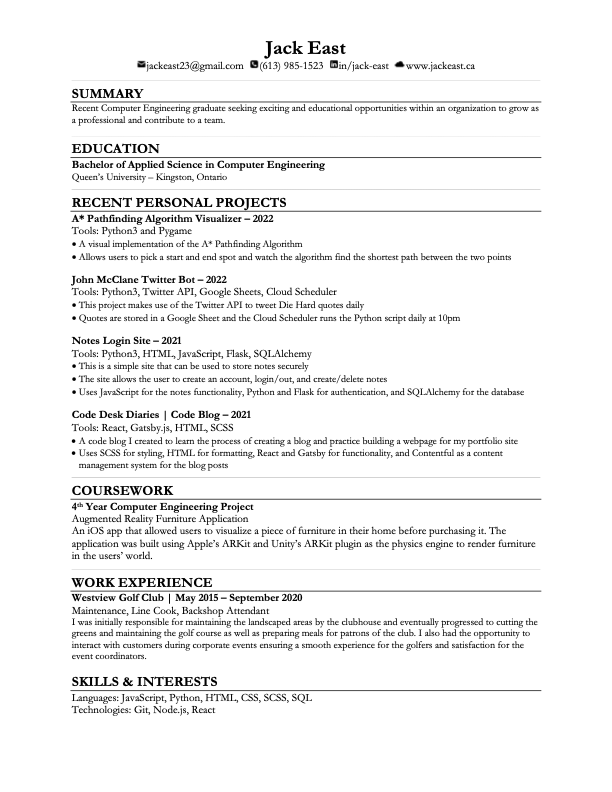 Jack East
jackeast23@gmail.com (613) 985-1523 in/jack-east www.jackeast.ca
SUMMARY
Recent Computer Engineering graduate seeking exciting and educational opportunities within an organization to grow as
a professional and contribute to a team.
EDUCATION
Bachelor of Applied Science in Computer Engineering
Queen's University – Kingston, Ontario
RECENT PERSONAL PROJECTS
A* Pathfinding Algorithm Visualizer – 2022
Tools: Python3 and Pygame
• A visual implementation of the A* Pathfinding Algorithm
• Allows users to pick a start and end spot and watch the algorithm find the shortest path between the two points
John McClane Twitter Bot – 2022
Tools: Python3, Twitter API, Google Sheets, Cloud Scheduler
• This project makes use of the Twitter API to tweet Die Hard quotes daily
• Quotes are stored in a Google Sheet and the Cloud Scheduler runs the Python script daily at 10pm
Notes Login Site – 2021
Tools: Python3, HTML, JavaScript, Flask, SQLAlchemy
• This is a simple site that can be used to store notes securely
• The site allows the user to create an account, login/out, and create/delete notes
• Uses JavaScript for the notes functionality, Python and Flask for authentication, and SQLAlchemy for the database
Code Desk Diaries | Code Blog – 2021
Tools: React, Gatsby.js, HTML, SCSS
• A code blog I created to learn the process of creating a blog and practice building a webpage for my portfolio site
• Uses SCSS for styling, HTML for formatting, React and Gatsby for functionality, and Contentful as a content
management system for the blog posts
COURSEWORK
4th Year Computer Engineering Project
Augmented Reality Furniture Application
An iOS app that allowed users to visualize a piece of furniture in their home before purchasing it. The
application was built using Apple's ARKit and Unity's ARKit plugin as the physics engine to render furniture
in the users' world.
WORK EXPERIENCE
Westview Golf Club | May 2015 – September 2020
Maintenance, Line Cook, Backshop Attendant
I was initially responsible for maintaining the landscaped areas by the clubhouse and eventually progressed to cutting the
greens and maintaining the golf course as well as preparing meals for patrons of the club. I also had the opportunity to
interact with customers during corporate events ensuring a smooth experience for the golfers and satisfaction for the
event coordinators.
SKILLS & INTERESTS
Languages: JavaScript, Python, HTML, CSS, SCSS, SQL
Technologies: Git, Node.js, React